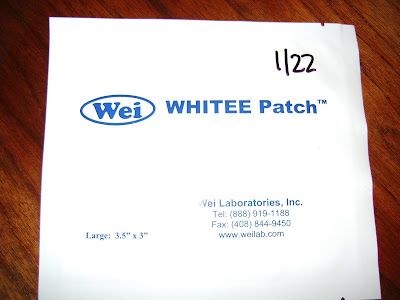 1/22
Wei WHITEE Patch™
Wei Laboratories, Inc.
Tel: (888) 919-1188
Fax: (408) 844-9450
www.weilab.com
Large: 3.5" x 3"